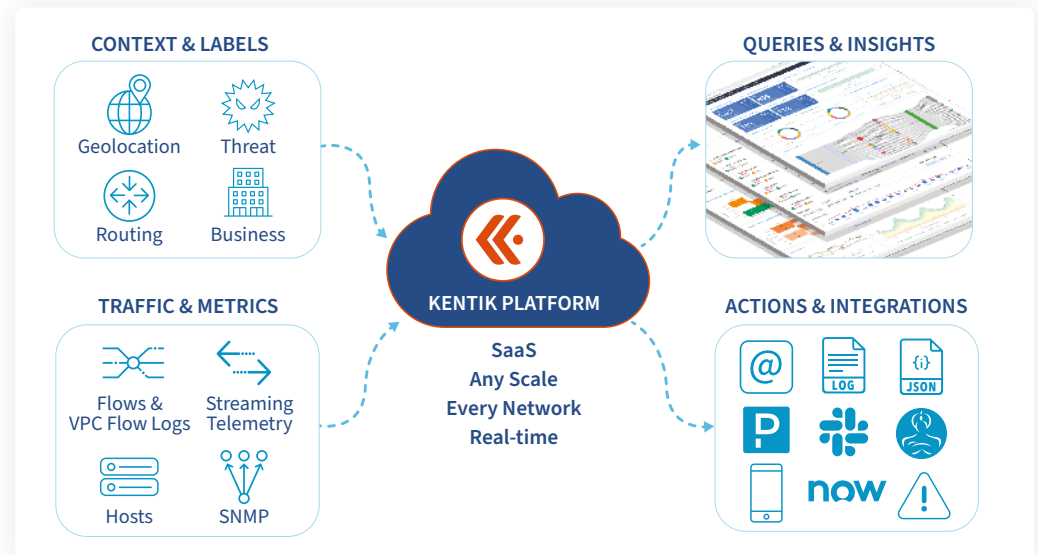 CONTEXT & LABELS
Geolocation
Threat
Routing
Business
TRAFFIC & METRICS
Flows &
VPC Flow Logs
Streaming
Telemetry
Hosts
SNMP
KENTIK PLATFORM
SaaS
Any Scale
Every Network
Real-time
QUERIES & INSIGHTS
ACTIONS & INTEGRATIONS
@
LOG
{i}
JSON
P
now
!